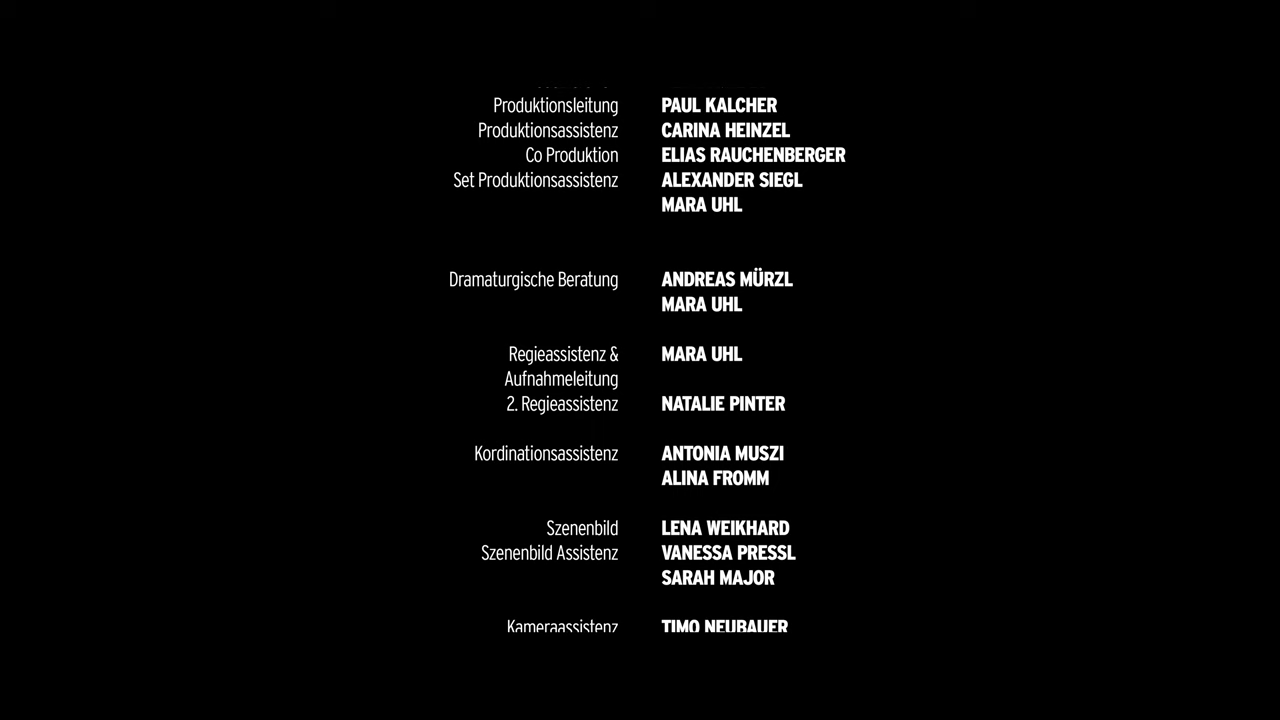 Produktionsleitung PAUL KALCHER
Produktionsassistenz CARINA HEINZEL
Co Produktion ELIAS RAUCHENBERGER
Set Produktionsassistenz ALEXANDER SIEGL
MARA UHL
Dramaturgische Beratung ANDREAS MÜRZL
MARA UHL
Regieassistenz & MARA UHL
Aufnahmeleitung
2. Regieassistenz NATALIE PINTER
Kordinationsassistenz ANTONIA MUSZI
ALINA FROMM
Szenenbild LENA WEIKHARD
Szenenbild Assistenz VANESSA PRESSL
SARAH MAJOR
Kameraassistenz TIMO NEUBAUER